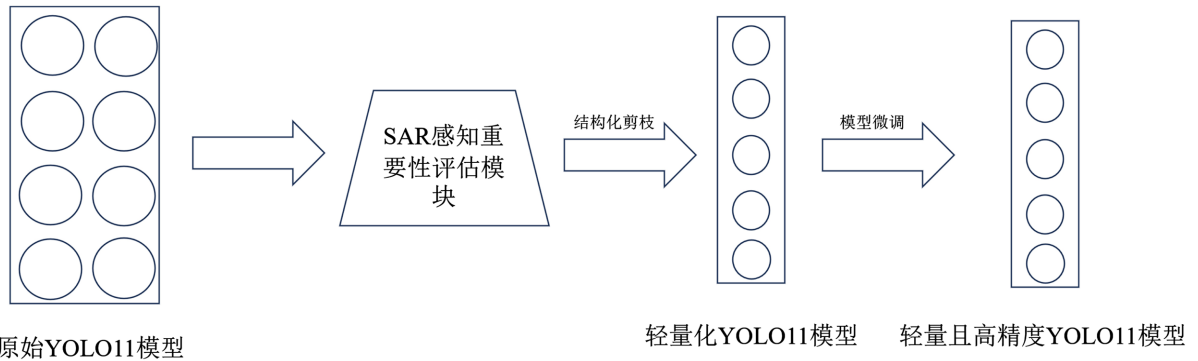 SAR感知重
要性评估模
块
结构化剪枝
模型微调
原始YOLO11模型
轻量化YOLO11模型
轻量且高精度YOLO11模型